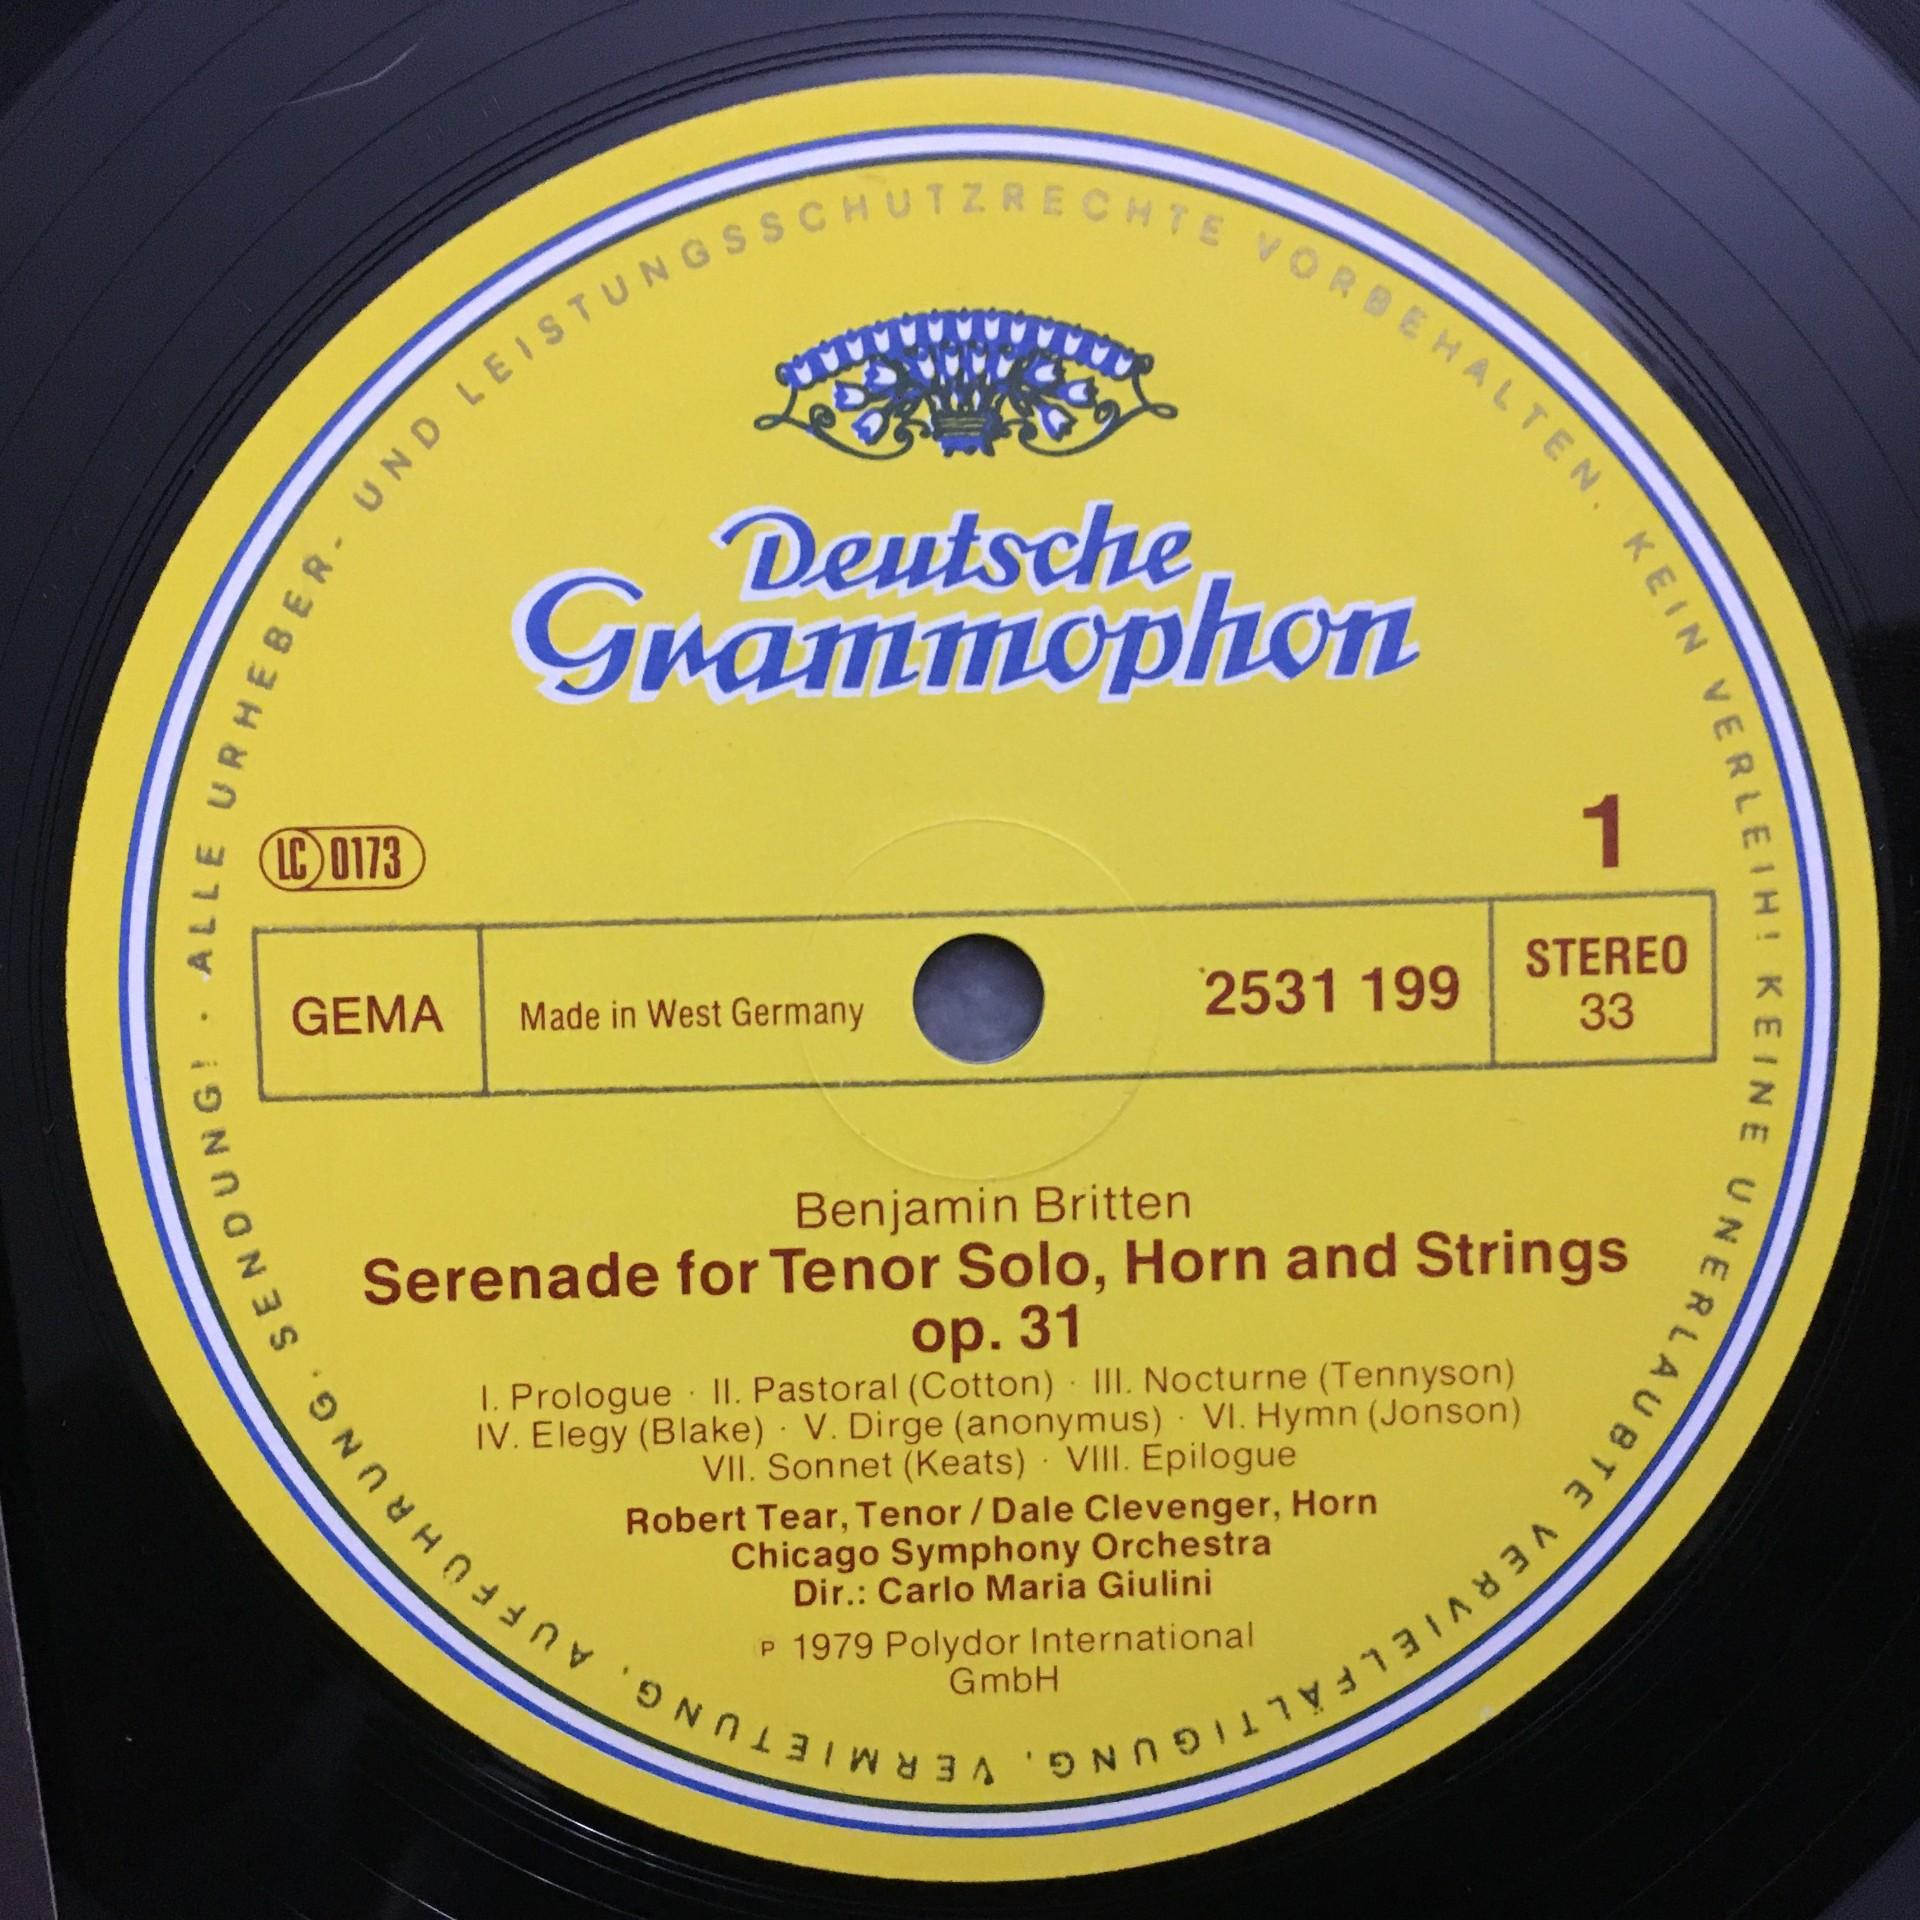 Deutsche
Grammophon
LC 0173
1
GEMA
Made in West Germany
2531 199
STEREO
33
Benjamin Britten
Serenade for Tenor Solo, Horn and Strings
op. 31
I. Prologue · II. Pastoral (Cotton) · III. Nocturne (Tennyson)
IV. Elegy (Blake) · V. Dirge (anonymus) · VI. Hymn (Jonson)
VII. Sonnet (Keats) · VIII. Epilogue
Robert Tear, Tenor / Dale Clevenger, Horn
Chicago Symphony Orchestra
Dir.: Carlo Maria Giulini
P 1979 Polydor International
GmbH
· ALLE URHEBER- UND LEISTUNGSSCHUTZRECHTE VORBEHALTEN. KEIN VERLEIH! KEINE UNERLAUBTE VERVIELFÄLTIGUNG, VERMIETUNG, AUFFÜHRUNG, SENDUNG!